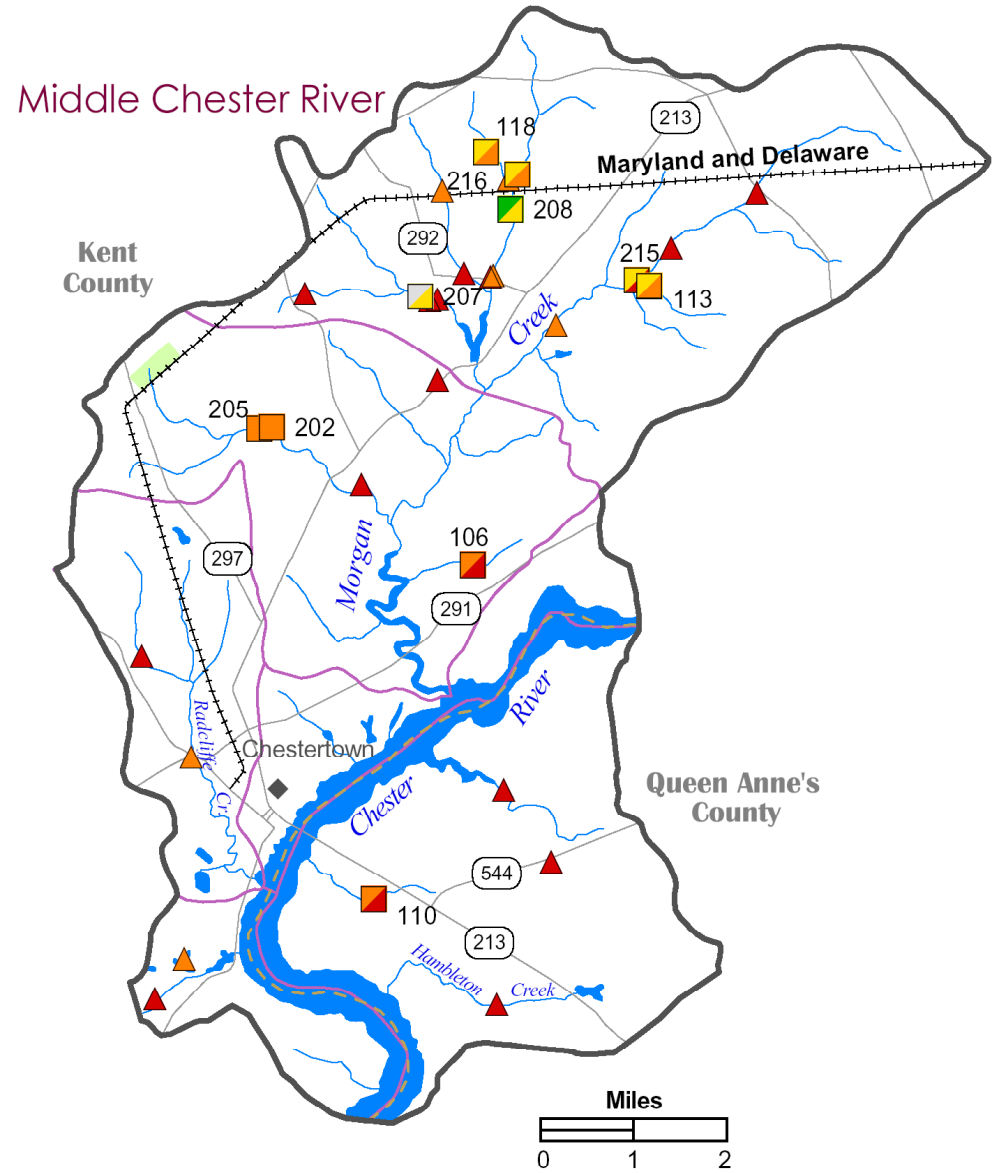 Middle Chester River
118
213
Maryland and Delaware
216
208
292
Kent
County
215
207
113
Creek
205
202
106
297
Morgan
291
River
Radcliffe
Cr.
Chestertown
Chester
Queen Anne's
County
544
110
213
Hambleton
Creek
Miles
0 1 2